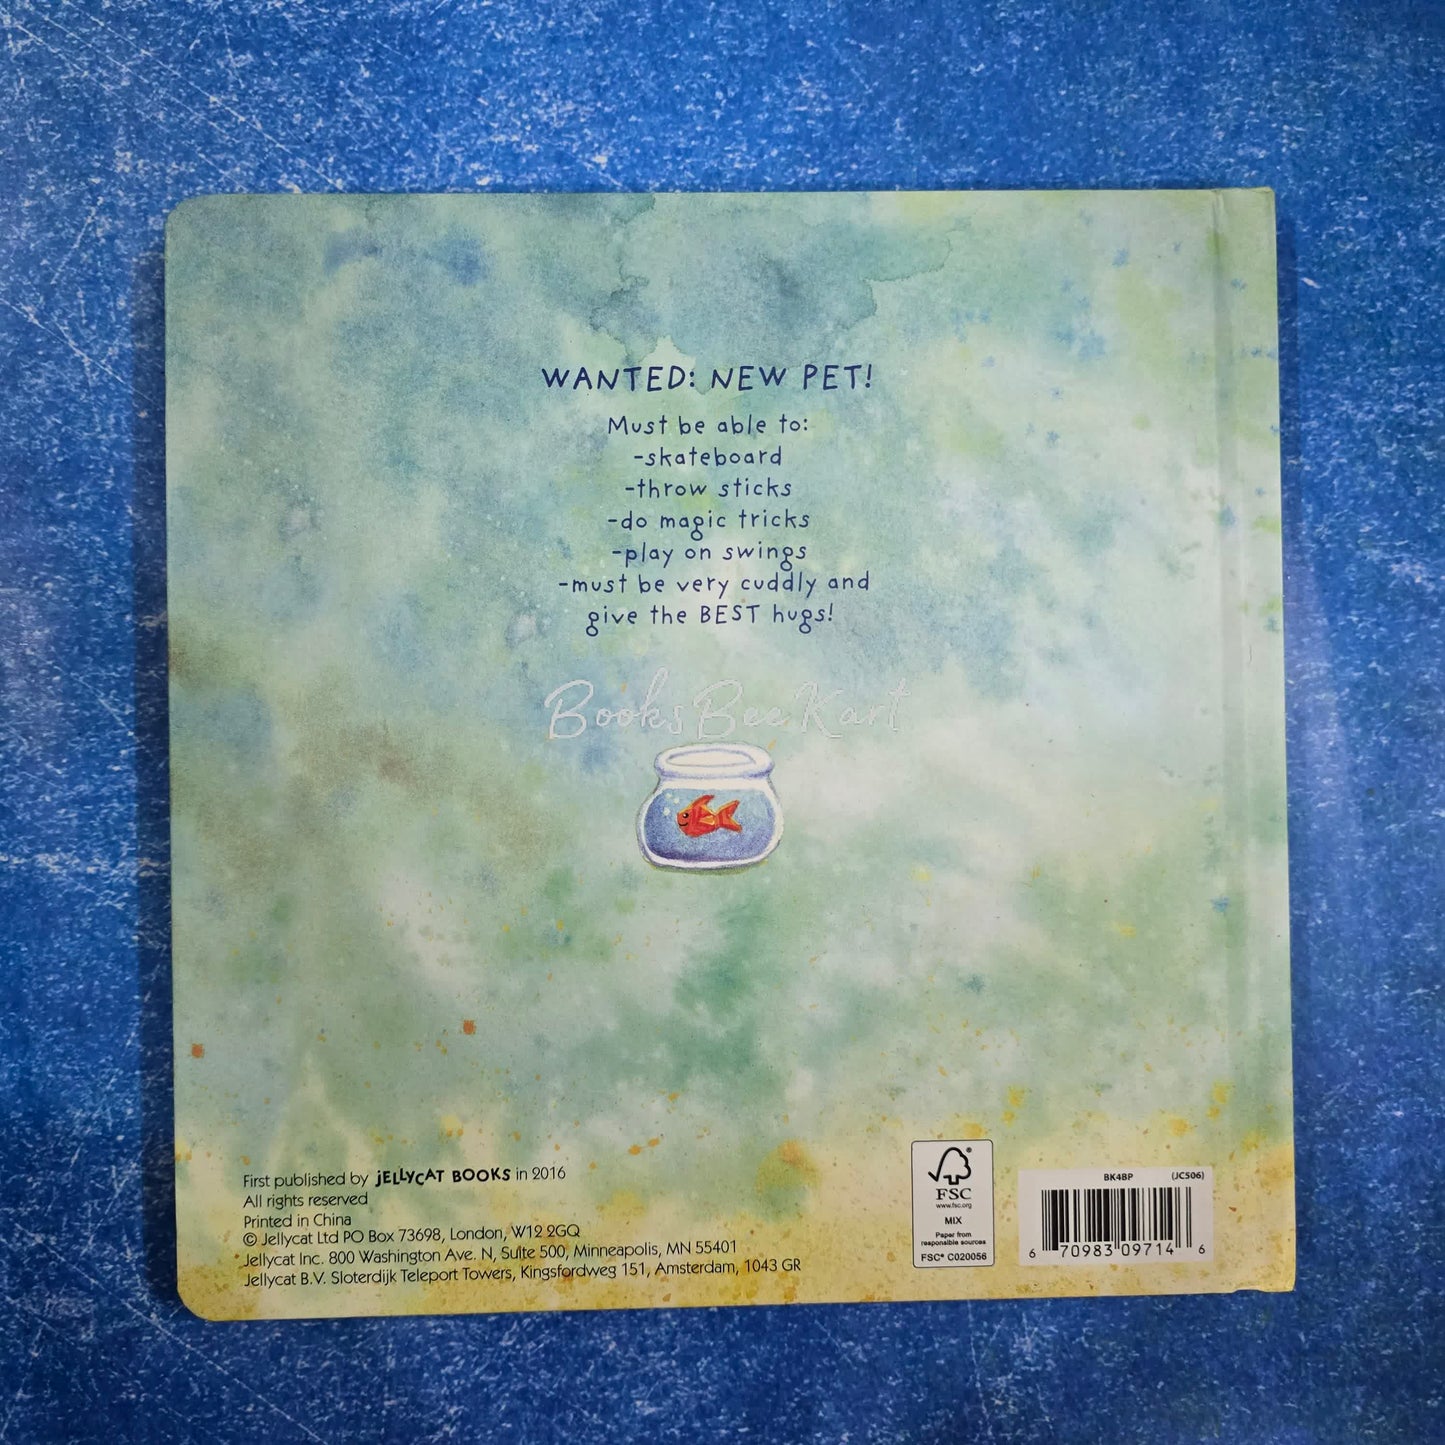 WANTED: NEW PET!
Must be able to:
-skateboard
-throw sticks
-do magic tricks
-play on swings
-must be very cuddly and
give the BEST hugs!
BooksBeeKart
First published by JELLYCAT BOOKS in 2016
All rights reserved
Printed in China
© Jellycat Ltd PO Box 73698, London, W12 2GQ
Jellycat Inc. 800 Washington Ave. N, Suite 500, Minneapolis, MN 55401
Jellycat B.V. Sloterdijk Teleport Towers, Kingsfordweg 151, Amsterdam, 1043 GR
FSC
www.fsc.org
MIX
Paper from
responsible sources
FSC® C020056
BK4BP (JC506)
6 70983 09714 6